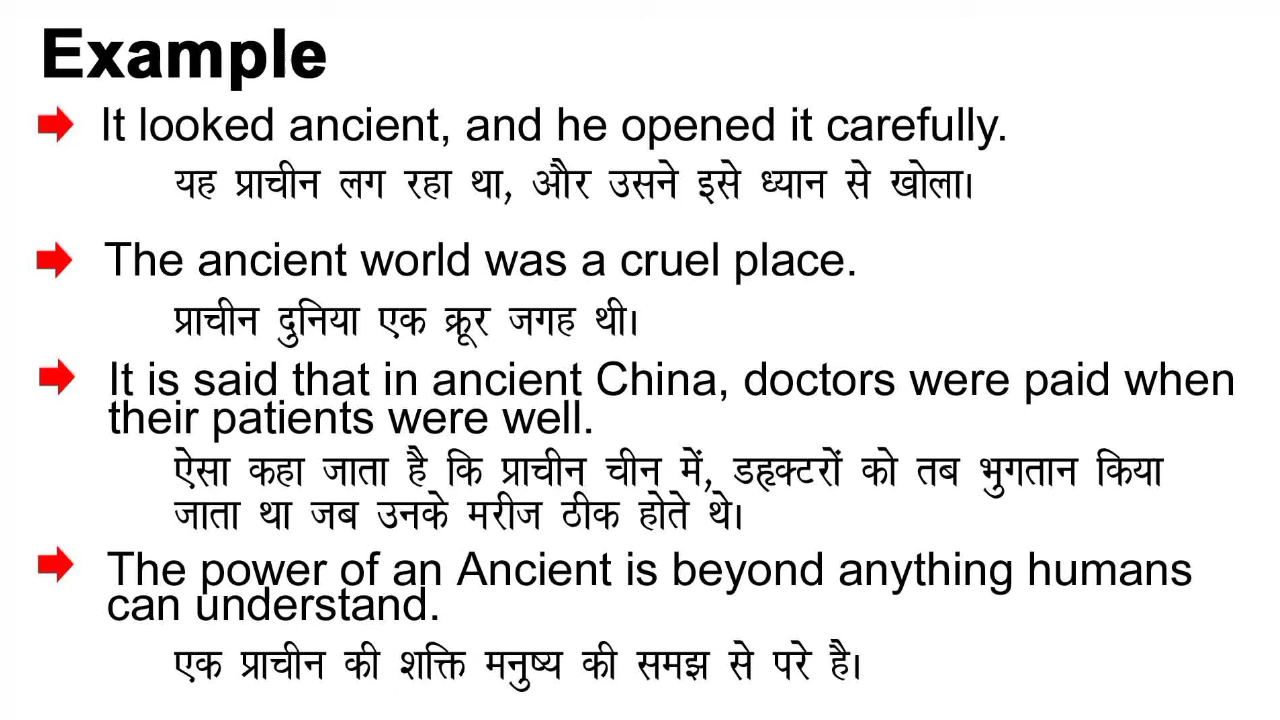 Example
It looked ancient, and he opened it carefully.
यह प्राचीन लग रहा था, और उसने इसे ध्यान से खोला।
The ancient world was a cruel place.
प्राचीन दुनिया एक क्रूर जगह थी।
It is said that in ancient China, doctors were paid when
their patients were well.
ऐसा कहा जाता है कि प्राचीन चीन में, डहृक्टरों को तब भुगतान किया
जाता था जब उनके मरीज ठीक होते थे।
The power of an Ancient is beyond anything humans
can understand.
एक प्राचीन की शक्ति मनुष्य की समझ से परे है।